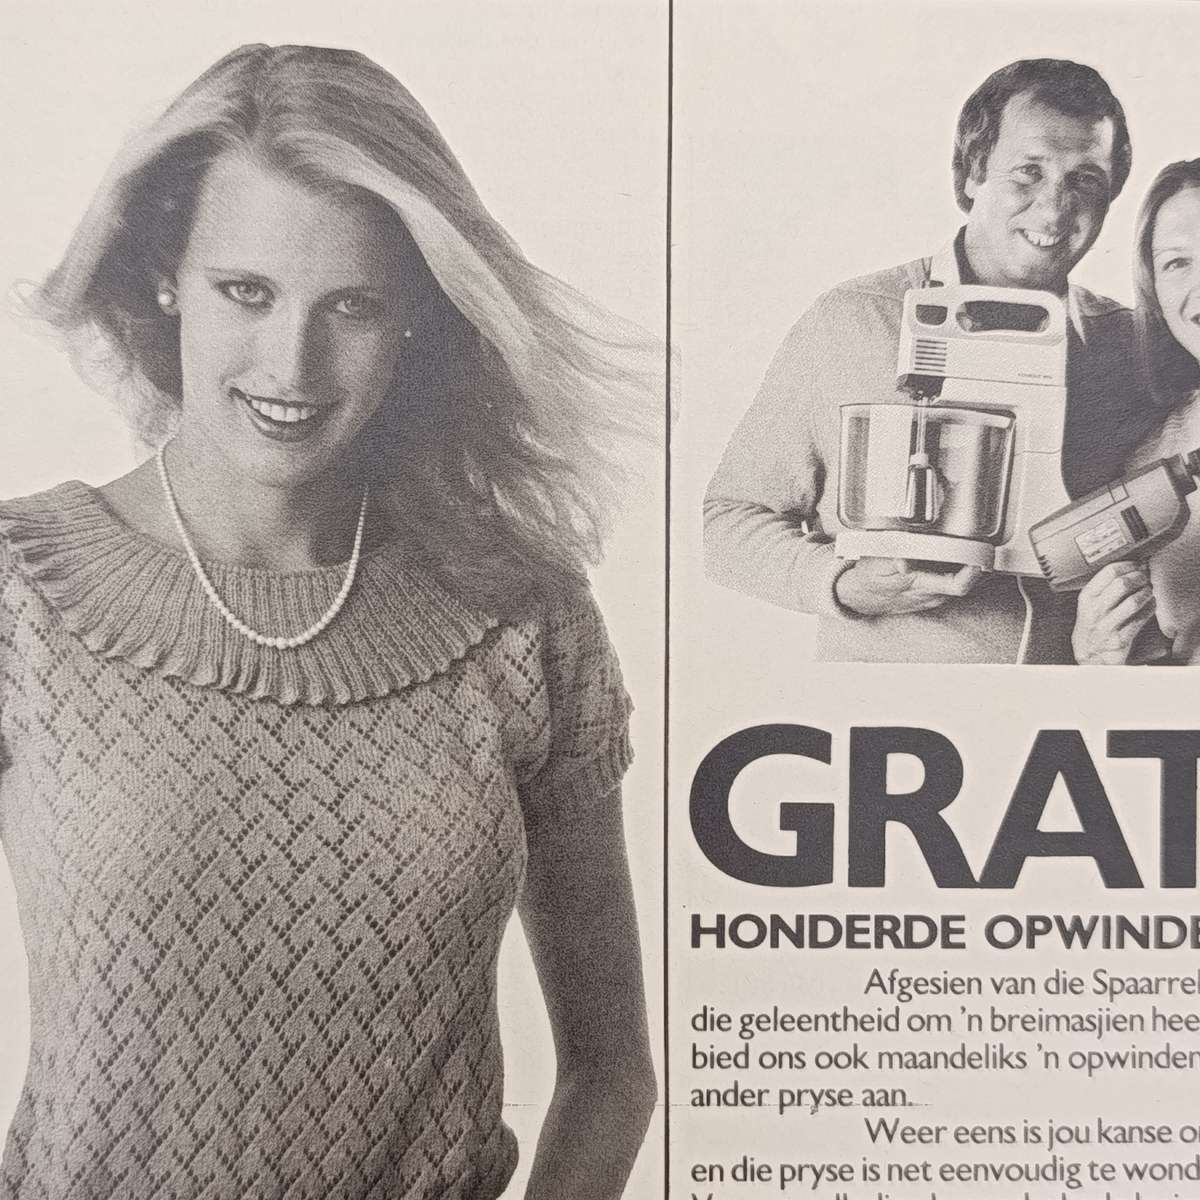 GRAT
HONDERDE OPWINDE
Afgesien van die Spaarrek
die geleentheid om 'n breimasjien hee
bied ons ook maandeliks 'n opwinden
ander pryse aan.
Weer eens is jou kanse o
en die pryse is net eenvoudig te wond